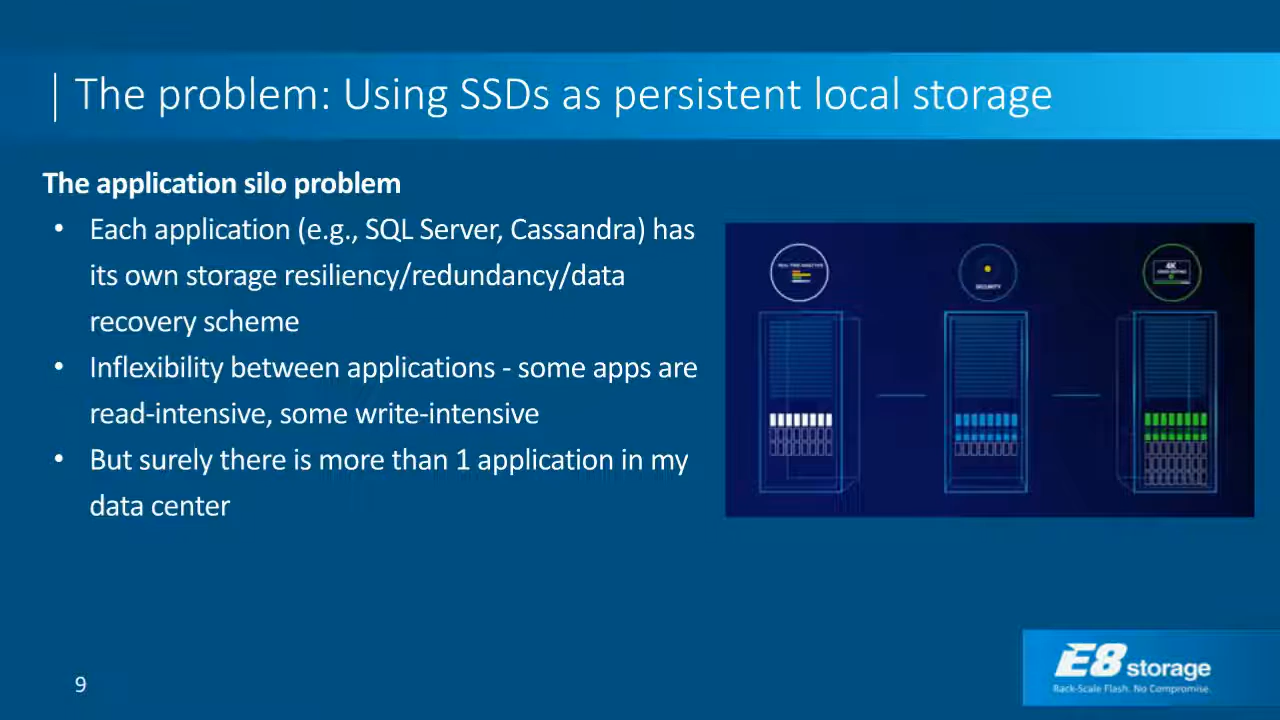 The problem: Using SSDs as persistent local storage
The application silo problem
• Each application (e.g., SQL Server, Cassandra) has
its own storage resiliency/redundancy/data
recovery scheme
• Inflexibility between applications - some apps are
read-intensive, some write-intensive
• But surely there is more than 1 application in my
data center
SECURITY
4K
E8 storage
Rack-Scale Flash. No Compromise.
9